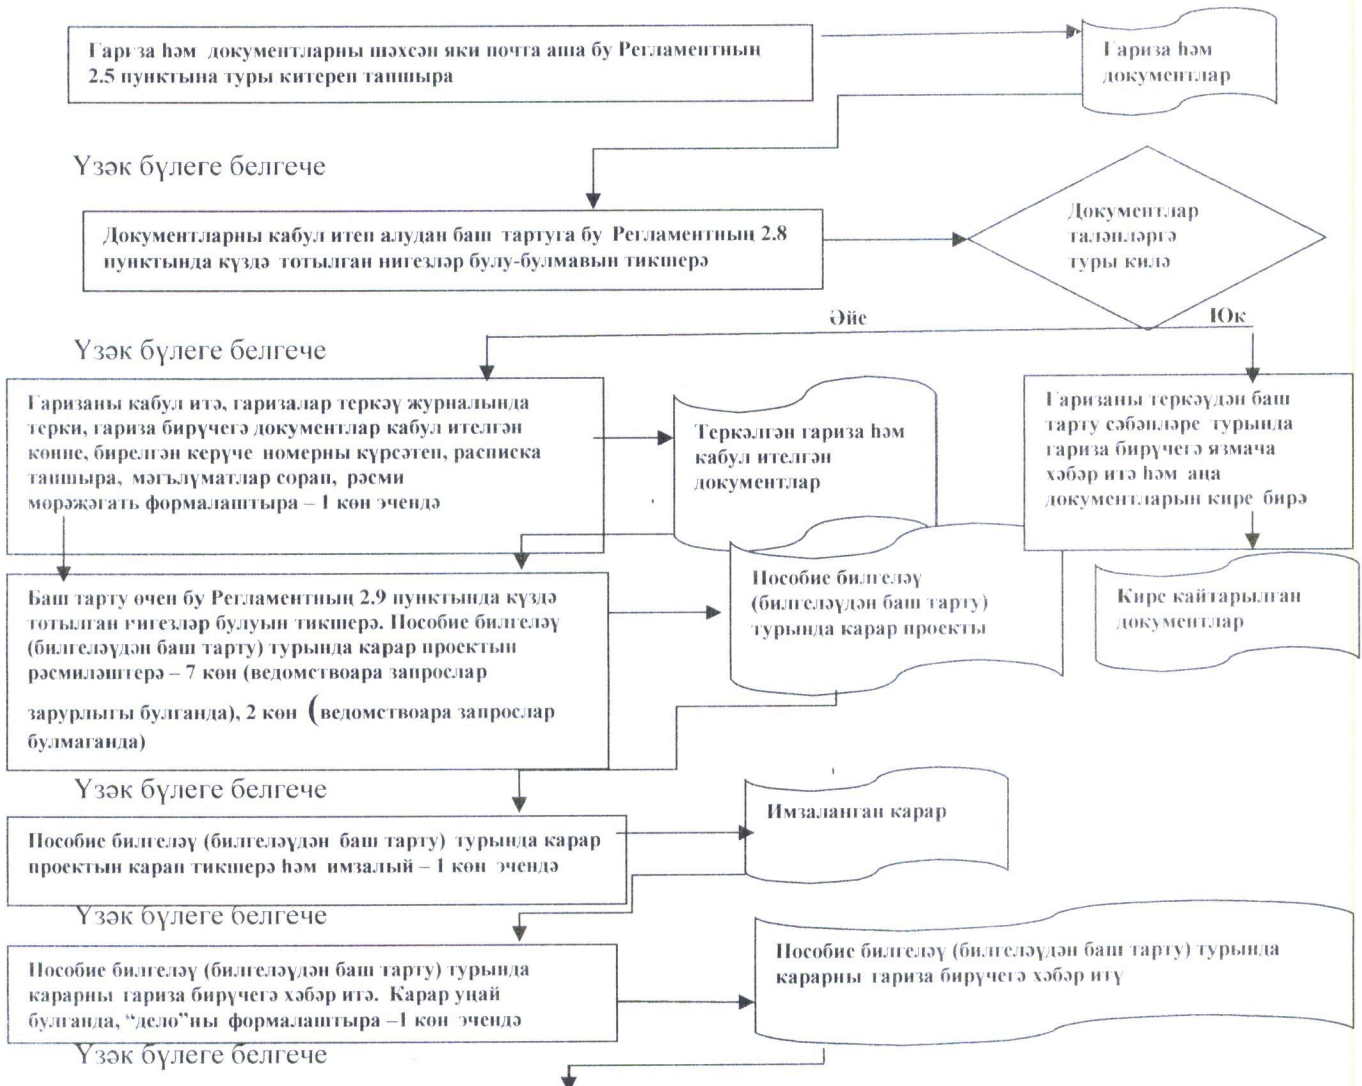 Гариза һәм документларны шәхсән яки почта аша бу Регламентның
2.5 пунктына туры китереп тапшыра
Гариза һәм
документлар
Үзәк бүлеге белгече
Документларны кабул итеп алудан баш тартуга бу Регламентның 2.8
пунктында күздә тотылган нигезләр булу-булмавын тикшерә
Документлар
таләпләргә
туры килә
Әйе
Юк
Үзәк бүлеге белгече
Гаризаны кабул итә, гаризалар теркәү журналында
терки, гариза бирүчегә документлар кабул ителгән
көнне, бирелгән керүче номерны күрсәтеп, расписка
тапшыра, мәгълүматлар сорап, рәсми
мөрәҗәгать формалаштыра – 1 көн эчендә
Теркәлгән гариза һәм
кабул ителгән
документлар
Гаризаны теркәүдән баш
тарту сәбәпләре турында
гариза бирүчегә язмача
хәбәр итә һәм аңа
документларын кире бирә
Баш тарту өчен бу Регламентның 2.9 пунктында күздә
тотылган нигезләр булуын тикшерә. Пособие билгеләү
(билгеләүдән баш тарту) турында карар проектын
рәсмиләштерә – 7 көн (ведомствоара запрослар
зарурлыгы булганда), 2 көн (ведомствоара запрослар
булмаганда)
Пособие билгеләү
(билгеләүдән баш тарту)
турында карар проекты
Кире кайтарылган
документлар
Үзәк бүлеге белгече
Пособие билгеләү (билгеләүдән баш тарту) турында карар
проектын карап тикшерә һәм имзалый – 1 көн эчендә
Имзаланган карар
Үзәк бүлеге белгече
Пособие билгеләү (билгеләүдән баш тарту) турында
карарны гариза бирүчегә хәбәр итә. Карар уңай
булганда, “дело”ны формалаштыра –1 көн эчендә
Пособие билгеләү (билгеләүдән баш тарту) турында
карарны гариза бирүчегә хәбәр итү
Үзәк бүлеге белгече